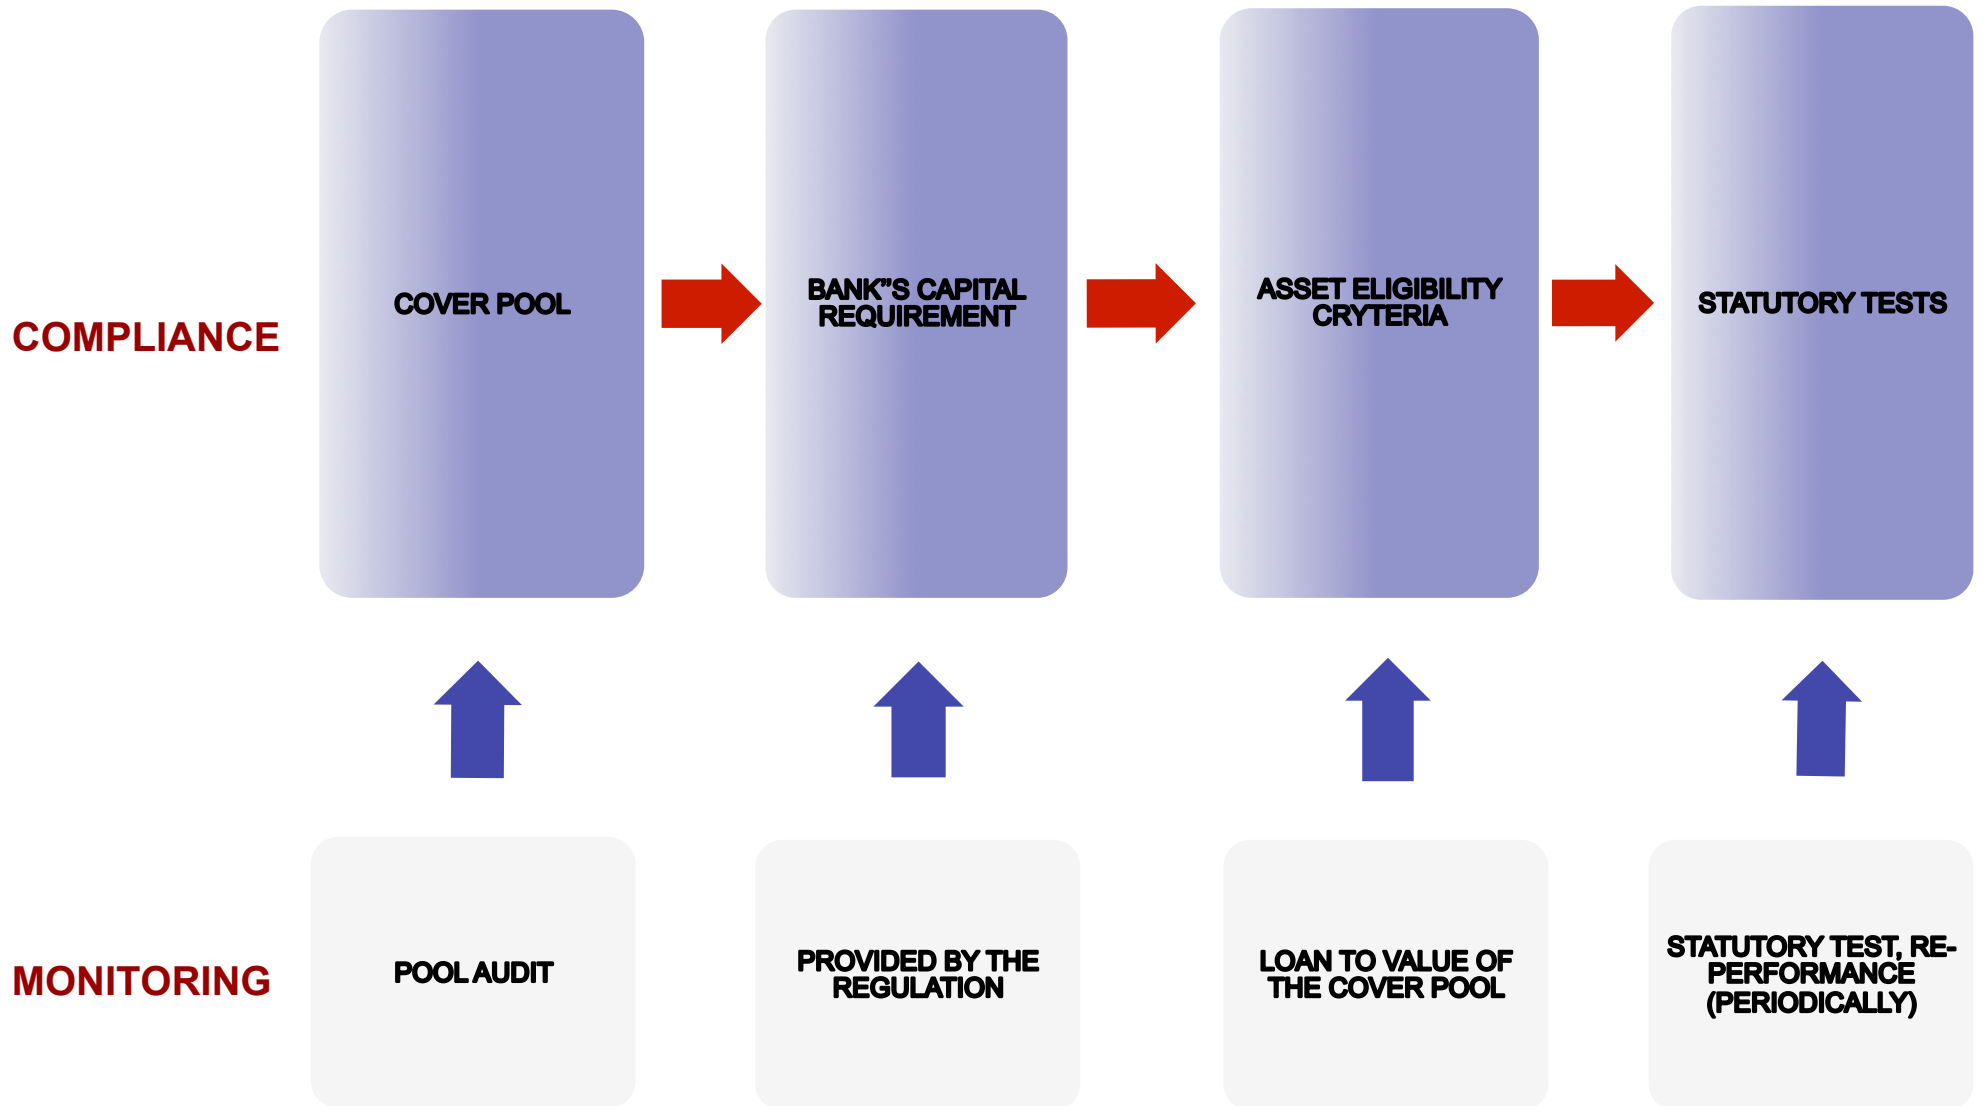 COMPLIANCE
COVER POOL
BANK”S CAPITAL
REQUIREMENT
ASSET ELIGIBILITY
CRYTERIA
STATUTORY TESTS
MONITORING
POOL AUDIT
PROVIDED BY THE
REGULATION
LOAN TO VALUE OF
THE COVER POOL
STATUTORY TEST, RE-
PERFORMANCE
(PERIODICALLY)